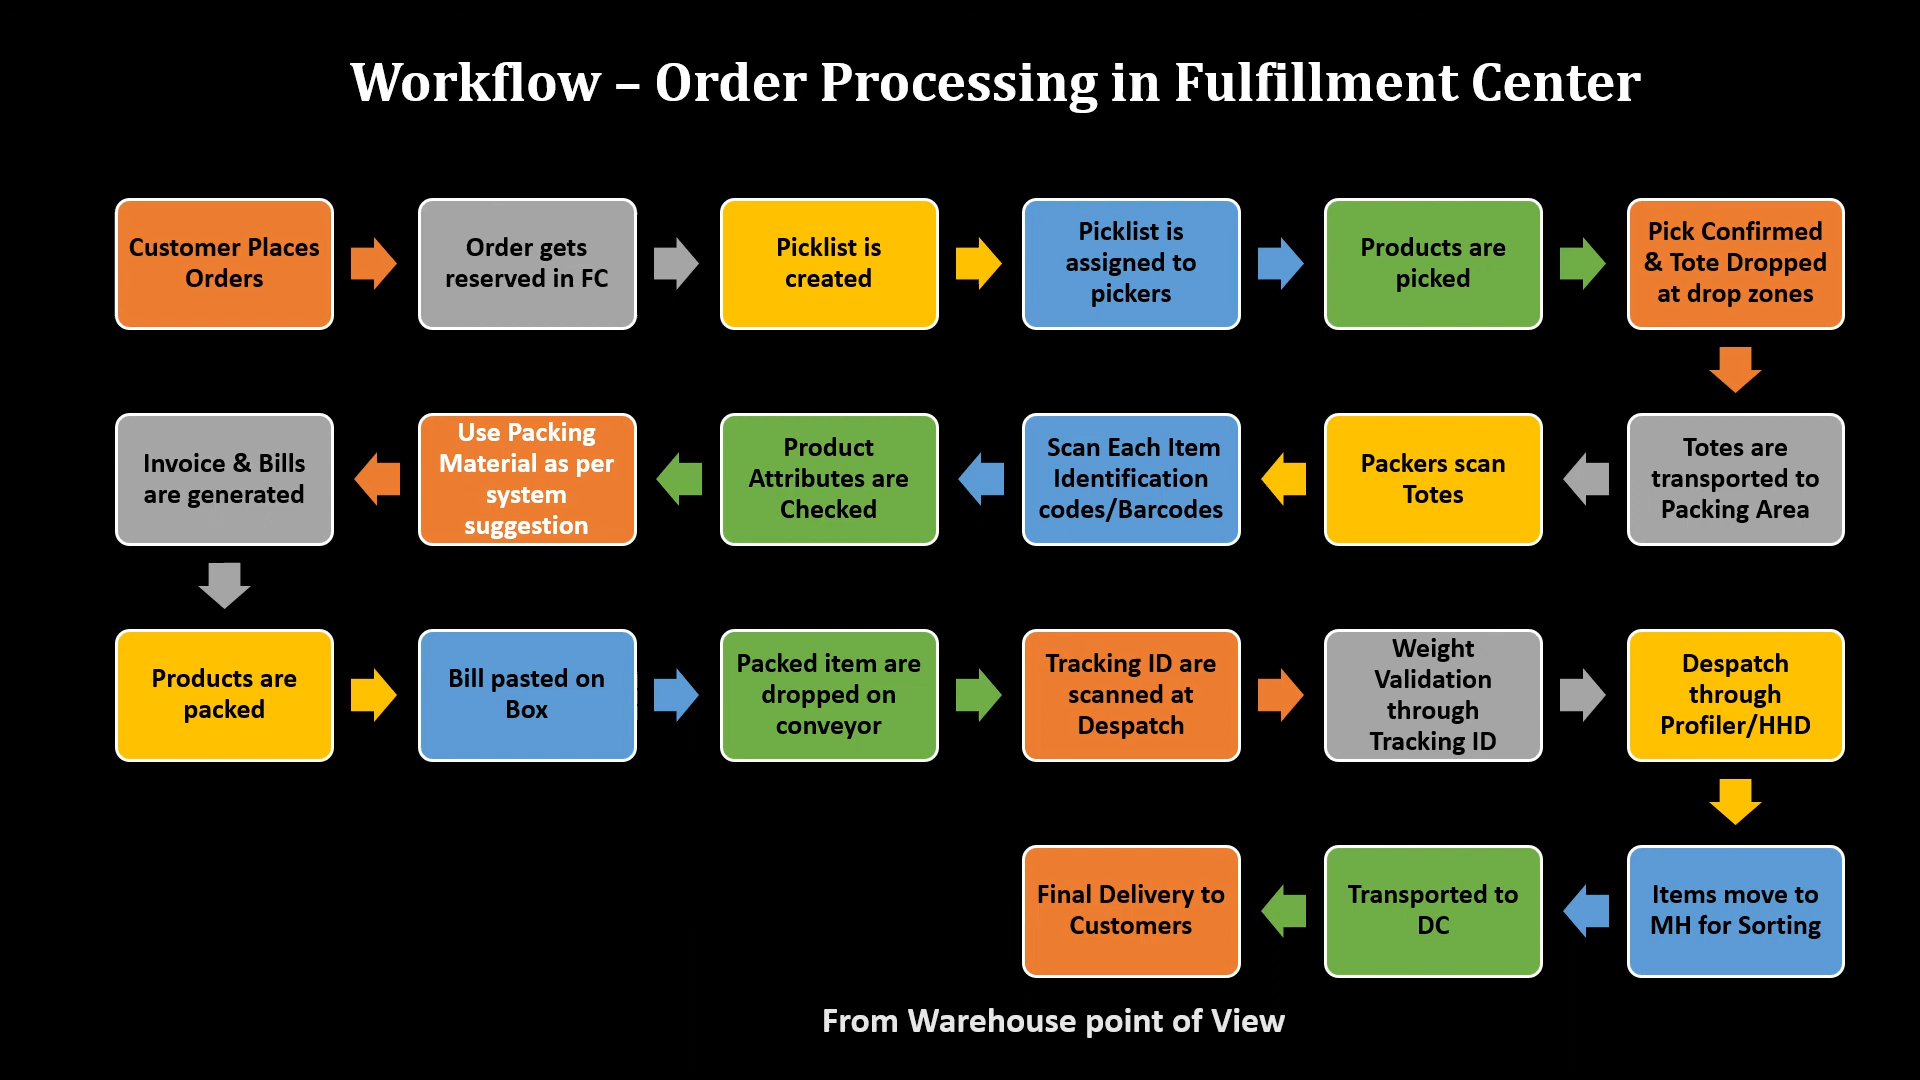 Workflow – Order Processing in Fulfillment Center
Customer Places
Orders
Order gets
reserved in FC
Picklist is
created
Picklist is
assigned to
pickers
Products are
picked
Pick Confirmed
& Tote Dropped
at drop zones
Totes are
transported to
Packing Area
Packers scan
Totes
Scan Each Item
Identification
codes/Barcodes
Product
Attributes are
Checked
Use Packing
Material as per
system
suggestion
Invoice & Bills
are generated
Products are
packed
Bill pasted on
Box
Packed item are
dropped on
conveyor
Tracking ID are
scanned at
Despatch
Weight
Validation
through
Tracking ID
Despatch
through
Profiler/HHD
Items move to
MH for Sorting
Transported to
DC
Final Delivery to
Customers
From Warehouse point of View